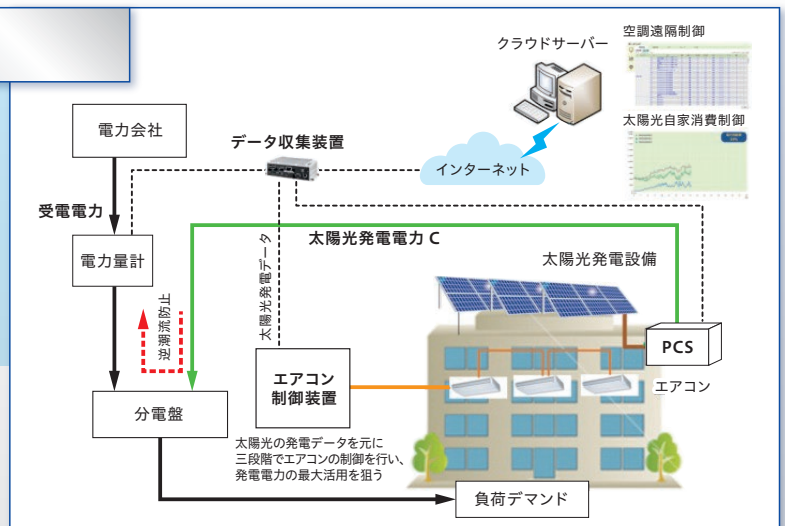 空調遠隔制御
クラウドサーバー
太陽光自家消費制御
電力会社
データ収集装置
インターネット
受電電力
太陽光発電電力 C
電力量計
太陽光発電データ
太陽光発電設備
逆潮流防止
PCS
エアコン
制御装置
エアコン
分電盤
太陽光の発電データを元に
三段階でエアコンの制御を行い、
発電電力の最大活用を狙う
負荷デマンド